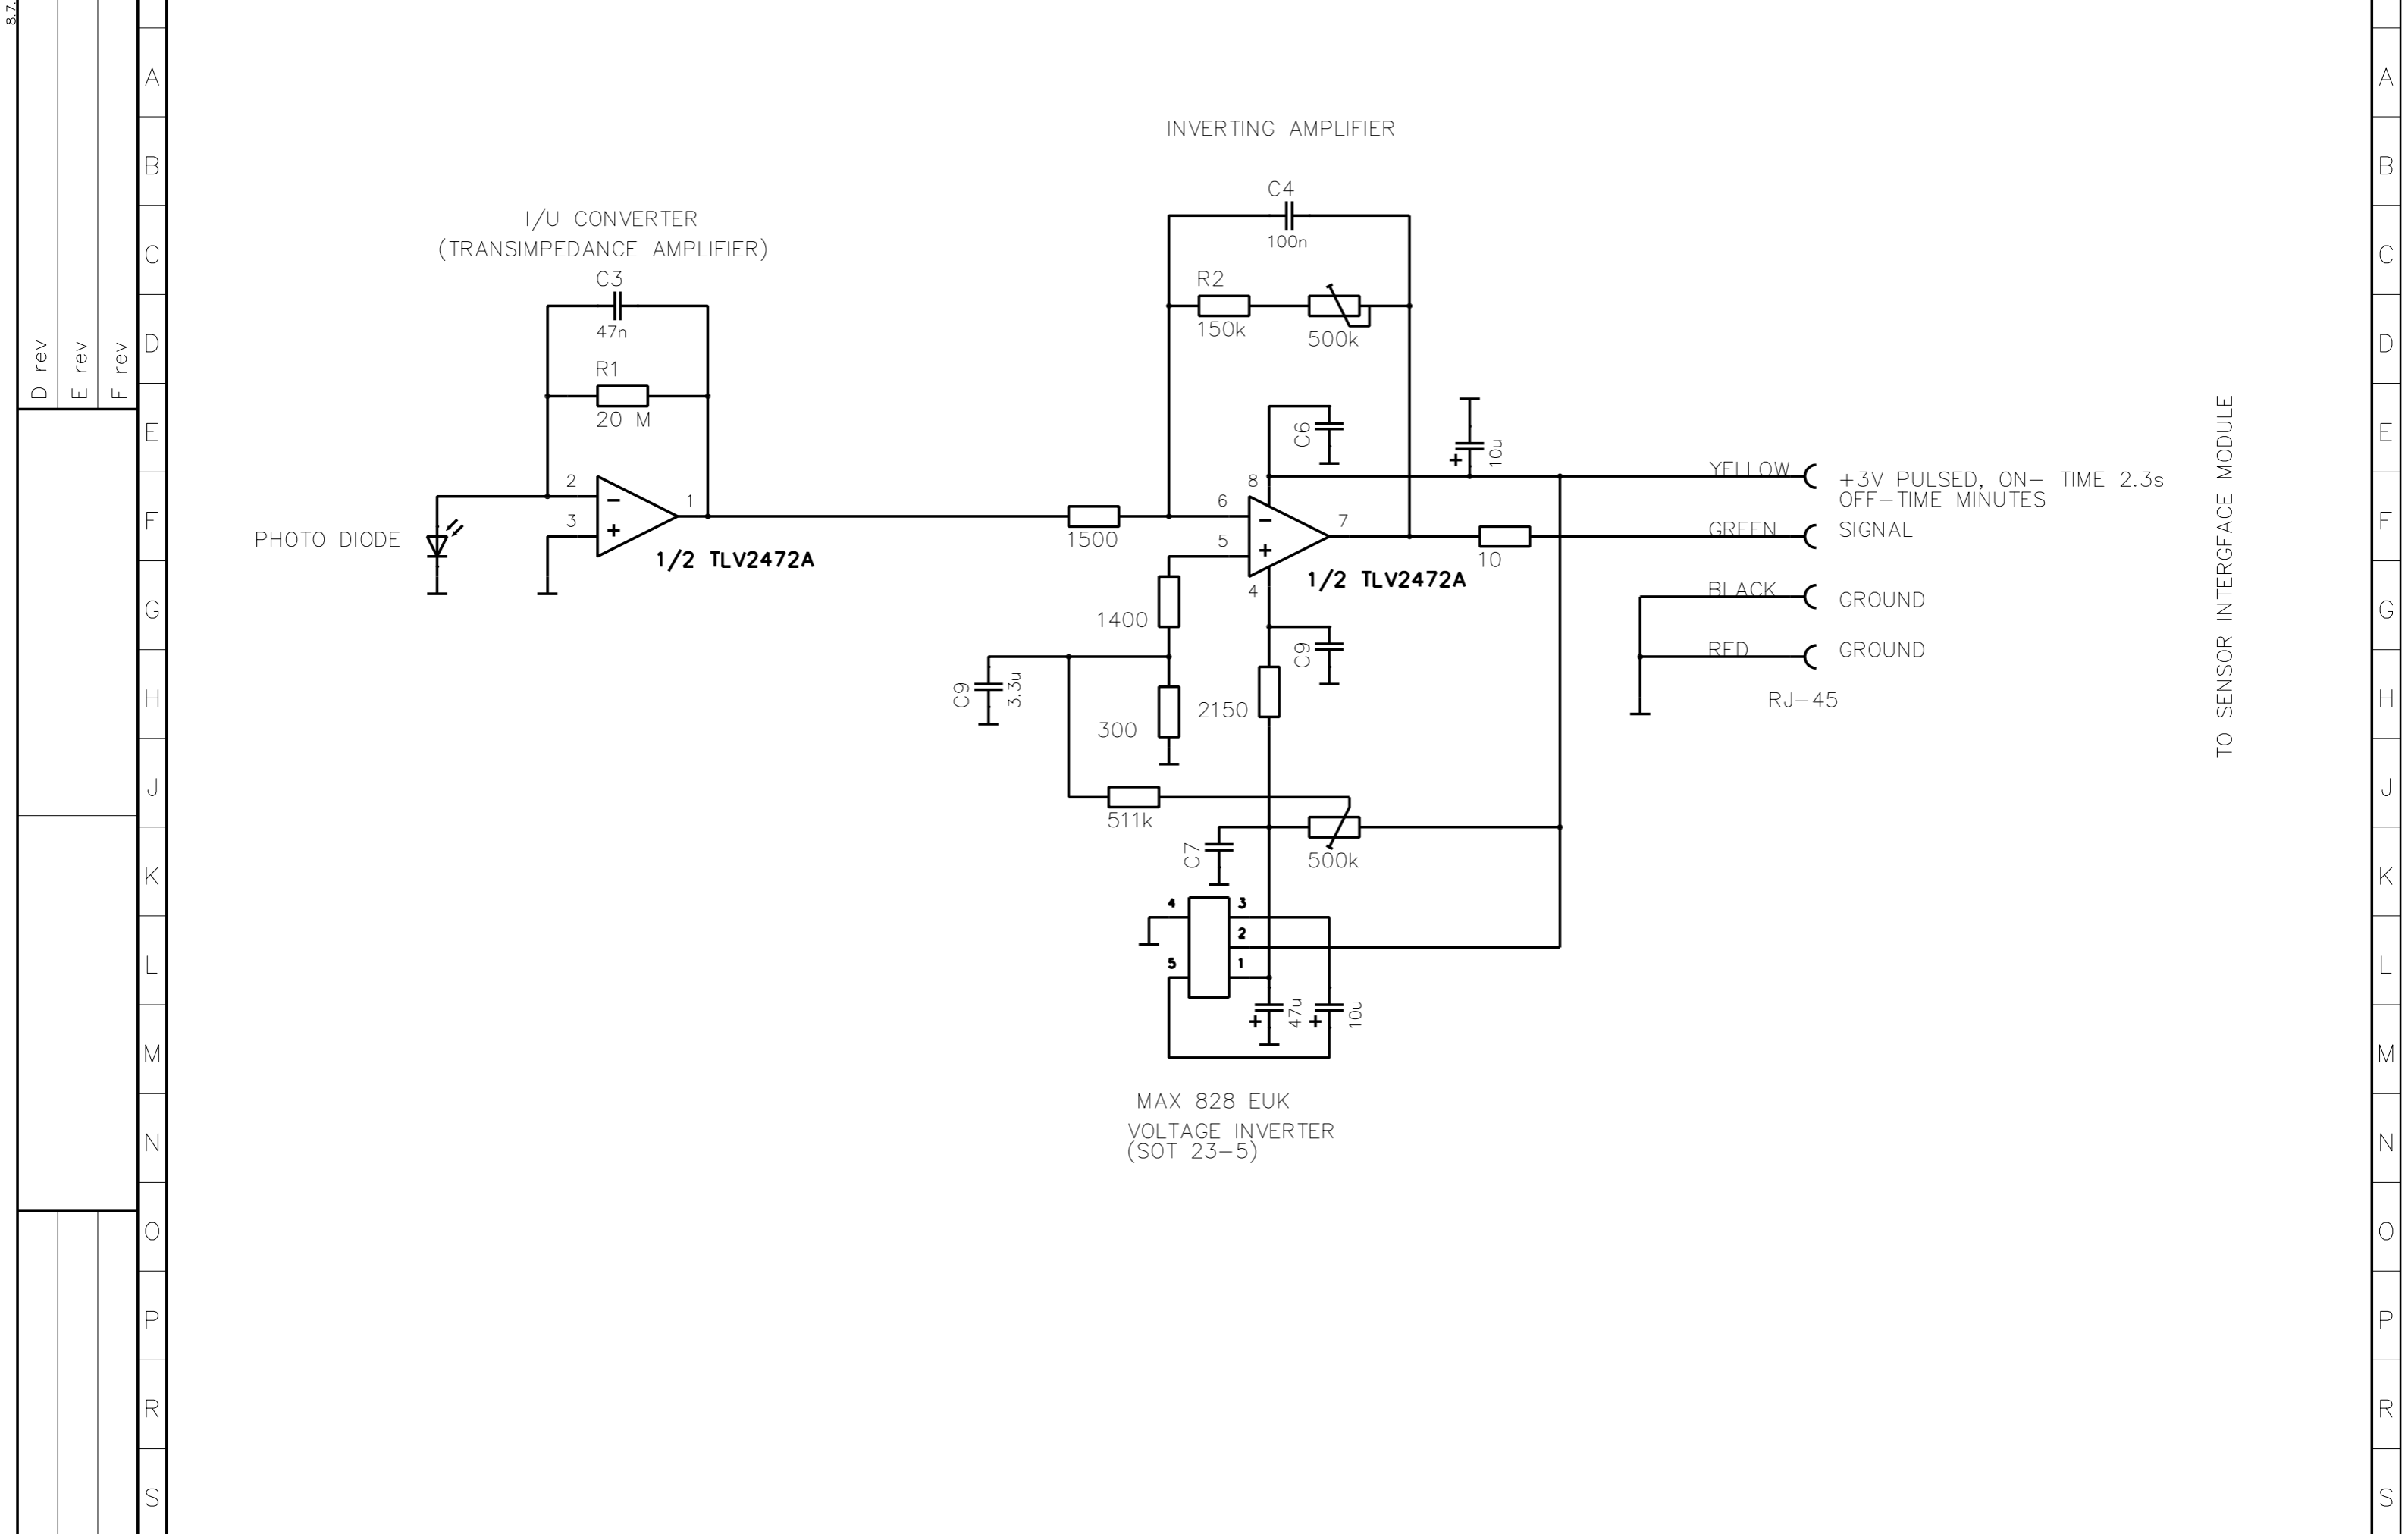 8.7.
D rev
E rev
F rev
A
B
C
D
E
F
G
H
J
K
L
M
N
O
P
R
S
INVERTING AMPLIFIER
C4
100n
I/U CONVERTER
(TRANSIMPEDANCE AMPLIFIER)
C3
47n
R1
20 M
R2
150k
500k
C6
10u
2
3
1
PHOTO DIODE
1/2 TLV2472A
1500
8
6
5
7
4
1/2 TLV2472A
10
YELLOW
+3V PULSED, ON- TIME 2.3s
OFF-TIME MINUTES
GREEN
SIGNAL
BLACK
GROUND
RED
GROUND
RJ-45
TO SENSOR INTERGFACE MODULE
1400
C9
C9
3.3u
300
2150
511k
C7
500k
4
3
2
5
1
47u
10u
MAX 828 EUK
VOLTAGE INVERTER
(SOT 23-5)
A
B
C
D
E
F
G
H
J
K
L
M
N
O
P
R
S